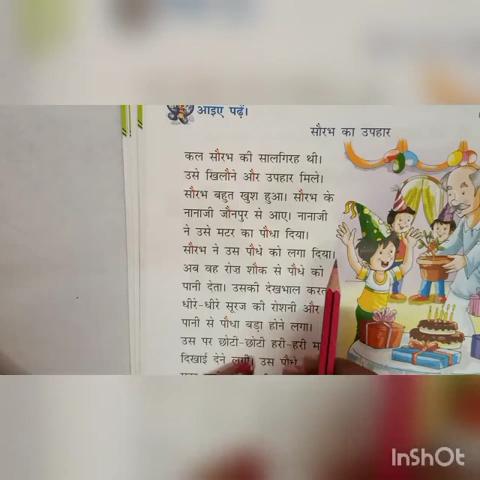 आइए पढ़ें।
सौरभ का उपहार
कल सौरभ की सालगिरह थी।
उसे खिलौने और उपहार मिले।
सौरभ बहुत खुश हुआ। सौरभ के
नानाजी जौनपुर से आए। नानाजी
ने उसे मटर का पौधा दिया।
सौरभ ने उस पौधे को लगा दिया।
अब वह रोज शौक से पौधे को
पानी देता। उसकी देखभाल
धीरे-धीरे सूरज की रोशनी और
पानी से पौधा बड़ा होने लगा।
उस पर छोटी-छोटी हरी-हरी
दिखाई देने लगीं। उस पौधे
InShOt